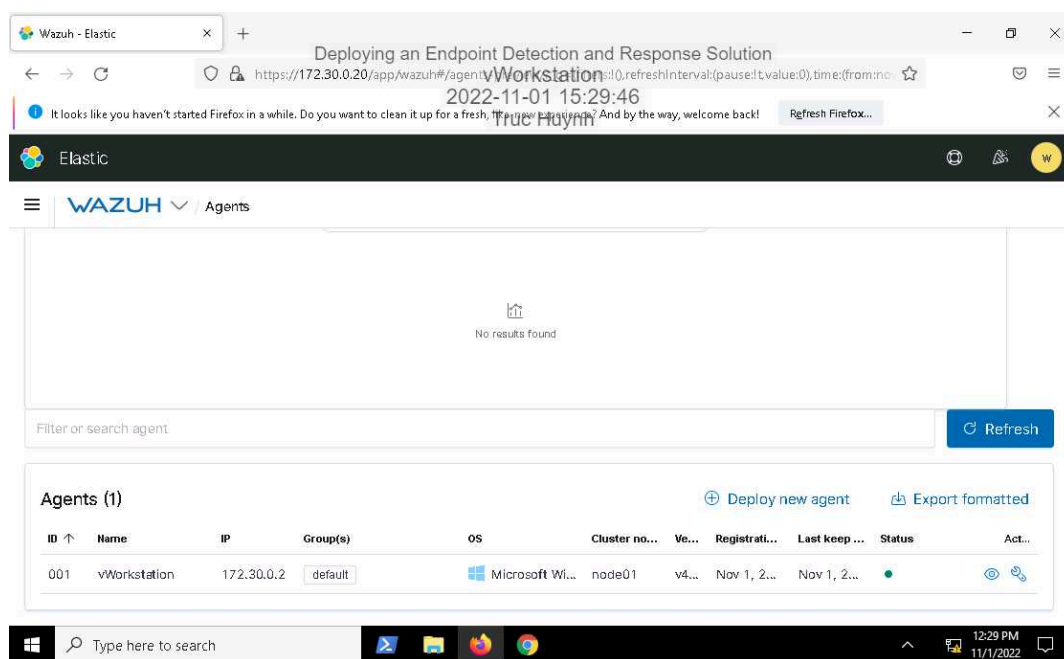 Wazuh - Elastic
Deploying an Endpoint Detection and Response Solution
https://172.30.0.20/app/wazuh#/agents
:!(),refreshInterval:(pause:!t,value:0),time:(from:no
vWorkstation
2022-11-01 15:29:46
It looks like you haven't started Firefox in a while. Do you want to clean it up for a fresh, like-new experience? And by the way, welcome back!
Refresh Firefox...
Truc Huynh
Elastic
W
WAZUH / Agents
No results found
Filter or search agent
Refresh
Agents (1)
Deploy new agent
Export formatted
ID Name IP Group(s) OS Cluster no... Ve... Registrati... Last keep ... Status Act...
001 vWorkstation 172.30.0.2 default Microsoft Wi... node01 v4... Nov 1, 2... Nov 1, 2...
Type here to search
12:29 PM
11/1/2022